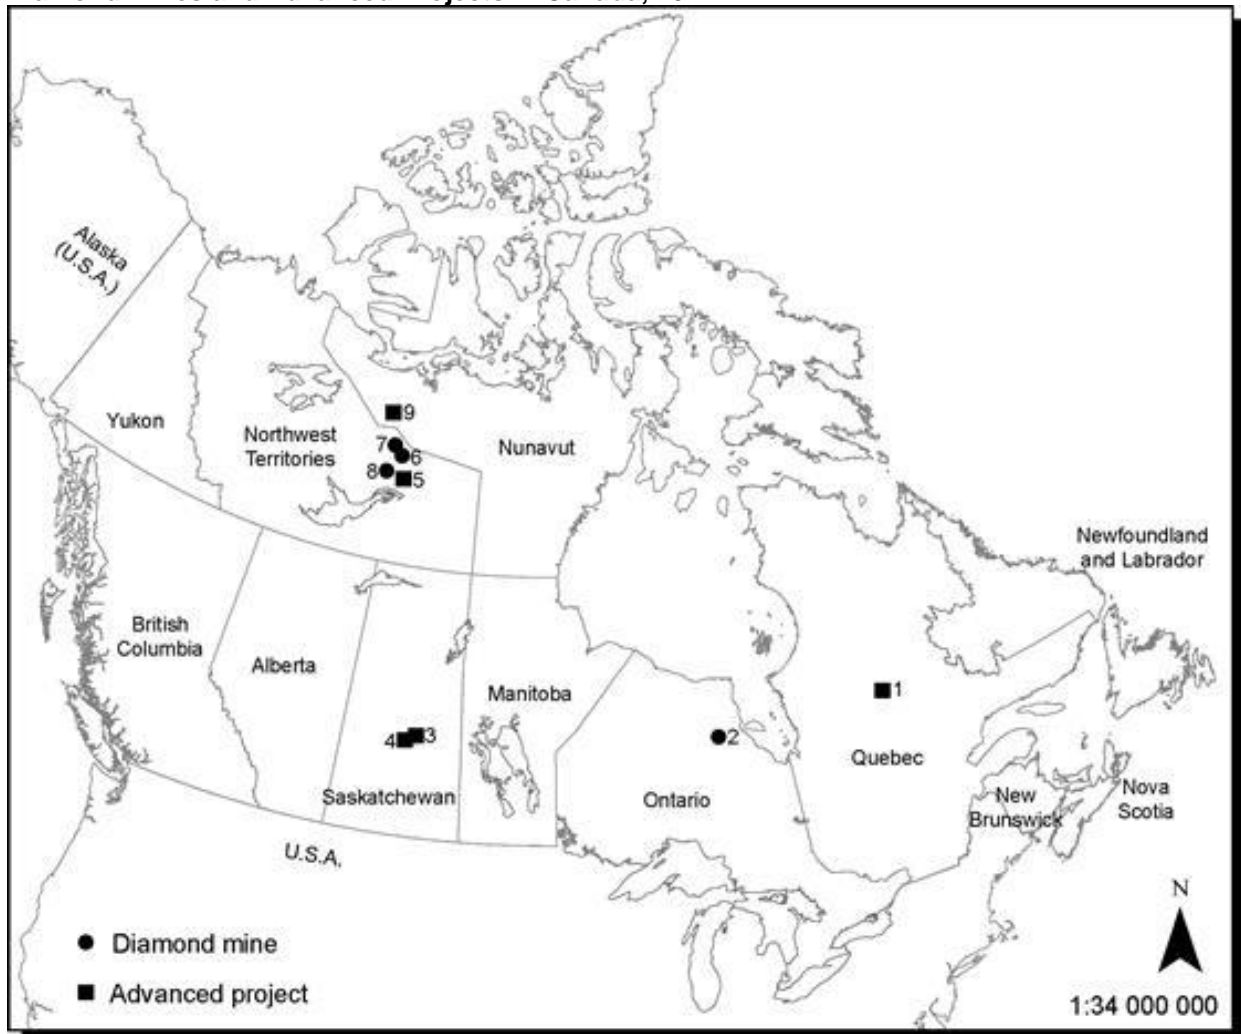 Alaska
(U.S.A.)
Yukon
Northwest
Territories
Nunavut
9
7
6
8
5
Newfoundland
and Labrador
British
Columbia
Alberta
Manitoba
1
4
3
2
Quebec
Saskatchewan
Ontario
New
Brunswick
Nova
Scotia
U.S.A.
N
Diamond mine
Advanced project
1:34 000 000